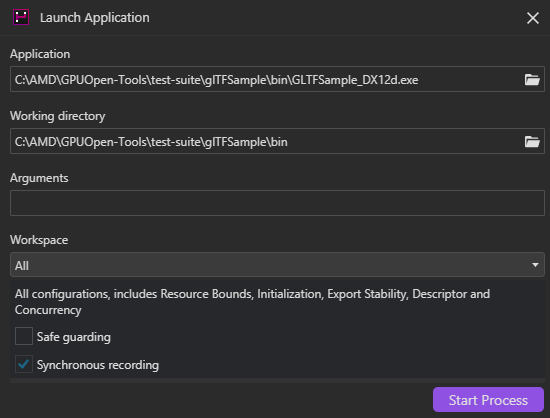 Launch Application
Application
C:\AMD\GPUOpen-Tools\test-suite\glTFSample\bin\GLTFSample_DX12d.exe
Working directory
C:\AMD\GPUOpen-Tools\test-suite\glTFSample\bin
Arguments
Workspace
All
All configurations, includes Resource Bounds, Initialization, Export Stability, Descriptor and
Concurrency
Safe guarding
Synchronous recording
Start Process